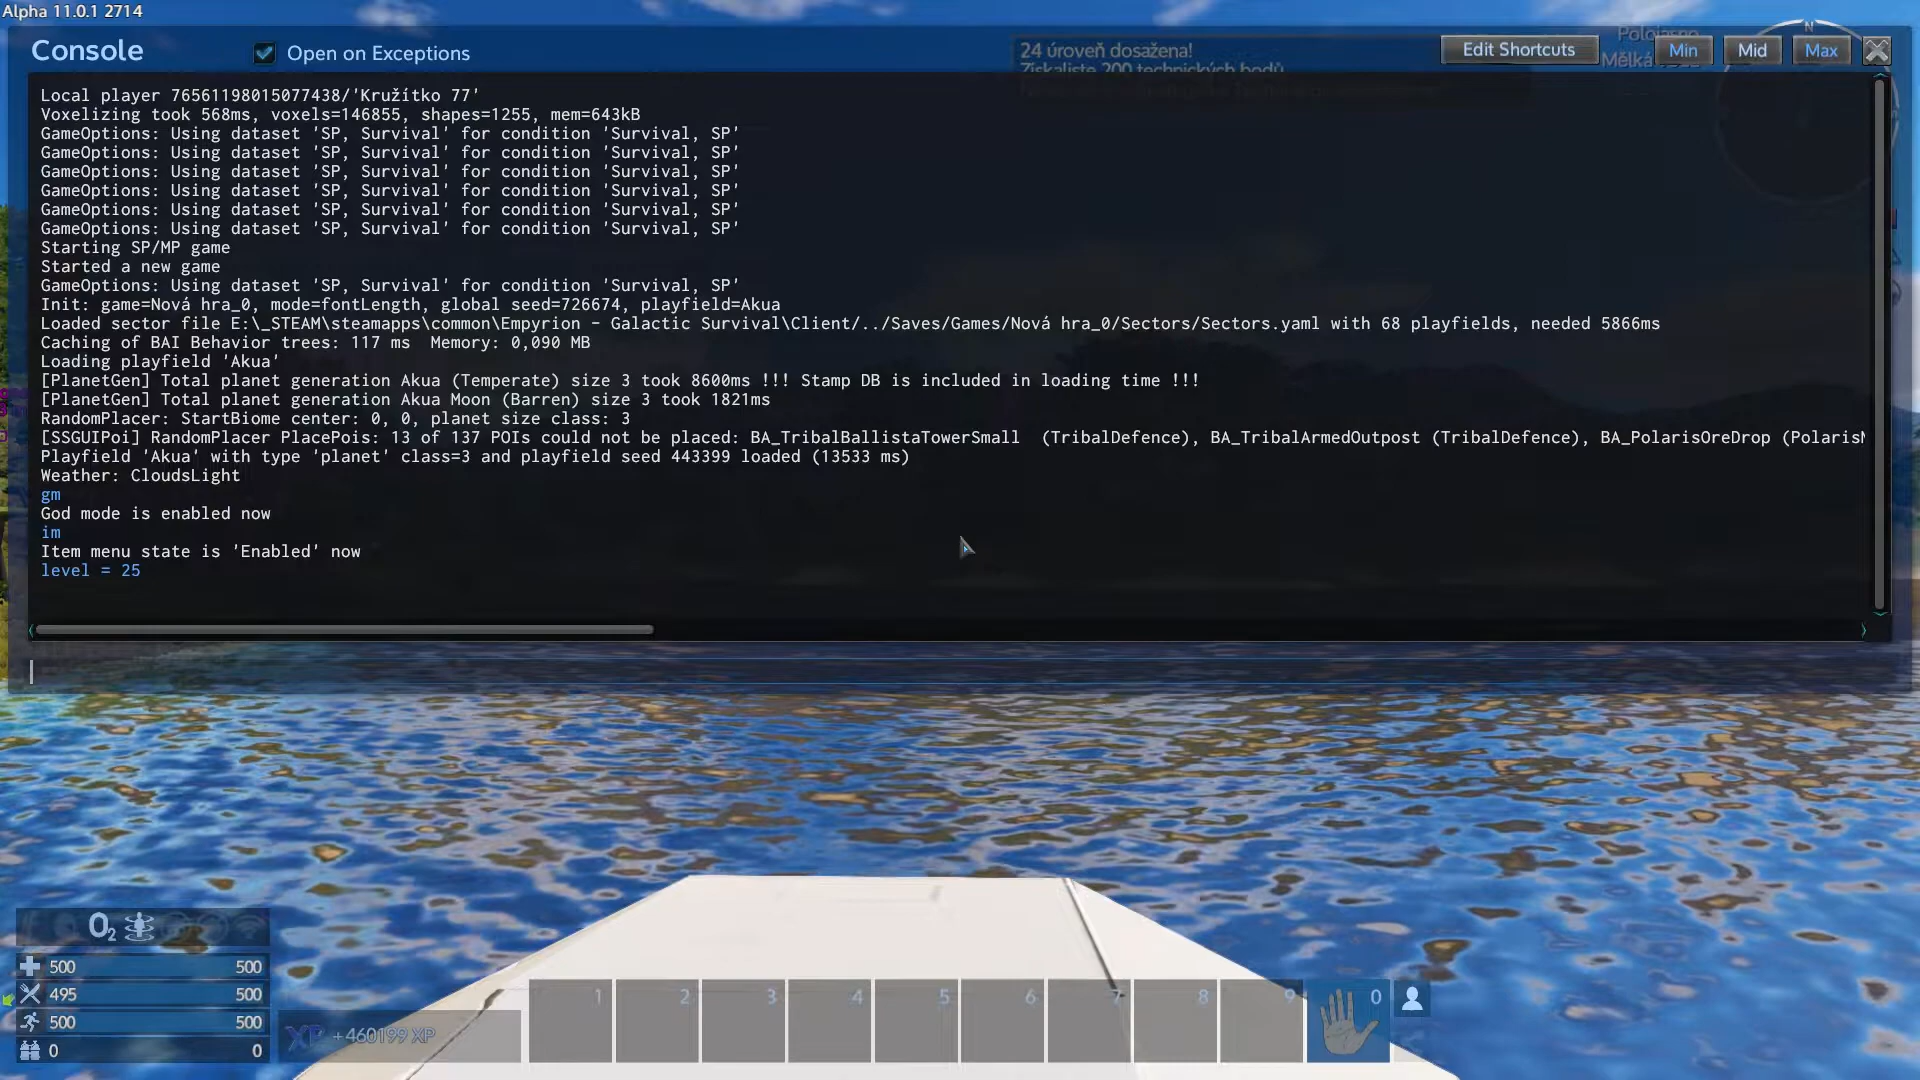 Alpha 11.0.1 2714
Console
Open on Exceptions
24 úroveň dosažena!
Získaliste 200 technických bodů
Edit Shortcuts
Min
Mid
Max
N
Local player 76561198015077438/'Kružítko 77'
Voxelizing took 568ms, voxels=146855, shapes=1255, mem=643kB
GameOptions: Using dataset 'SP, Survival' for condition 'Survival, SP'
GameOptions: Using dataset 'SP, Survival' for condition 'Survival, SP'
GameOptions: Using dataset 'SP, Survival' for condition 'Survival, SP'
GameOptions: Using dataset 'SP, Survival' for condition 'Survival, SP'
GameOptions: Using dataset 'SP, Survival' for condition 'Survival, SP'
GameOptions: Using dataset 'SP, Survival' for condition 'Survival, SP'
Starting SP/MP game
Started a new game
GameOptions: Using dataset 'SP, Survival' for condition 'Survival, SP'
Init: game=Nová hra_0, mode=fontLength, global seed=726674, playfield=Akua
Loaded sector file E:\_STEAM\steamapps\common\Empyrion - Galactic Survival\Client/../Saves/Games/Nová hra_0/Sectors/Sectors.yaml with 68 playfields, needed 5866ms
Caching of BAI Behavior trees: 117 ms  Memory: 0,090 MB
Loading playfield 'Akua'
[PlanetGen] Total planet generation Akua (Temperate) size 3 took 8600ms !!! Stamp DB is included in loading time !!!
[PlanetGen] Total planet generation Akua Moon (Barren) size 3 took 1821ms
RandomPlacer: StartBiome center: 0, 0, planet size class: 3
[SSGUIPoi] RandomPlacer PlacePois: 13 of 137 POIs could not be placed: BA_TribalBallistaTowerSmall  (TribalDefence), BA_TribalArmedOutpost (TribalDefence), BA_PolarisOreDrop (Polaris
Playfield 'Akua' with type 'planet' class=3 and playfield seed 443399 loaded (13533 ms)
Weather: CloudsLight
gm
God mode is enabled now
im
Item menu state is 'Enabled' now
level = 25
O2
500 500
495 500
500 500
0 0
XP +460199 XP
1 2 3 4 5 6 7 8 9 0